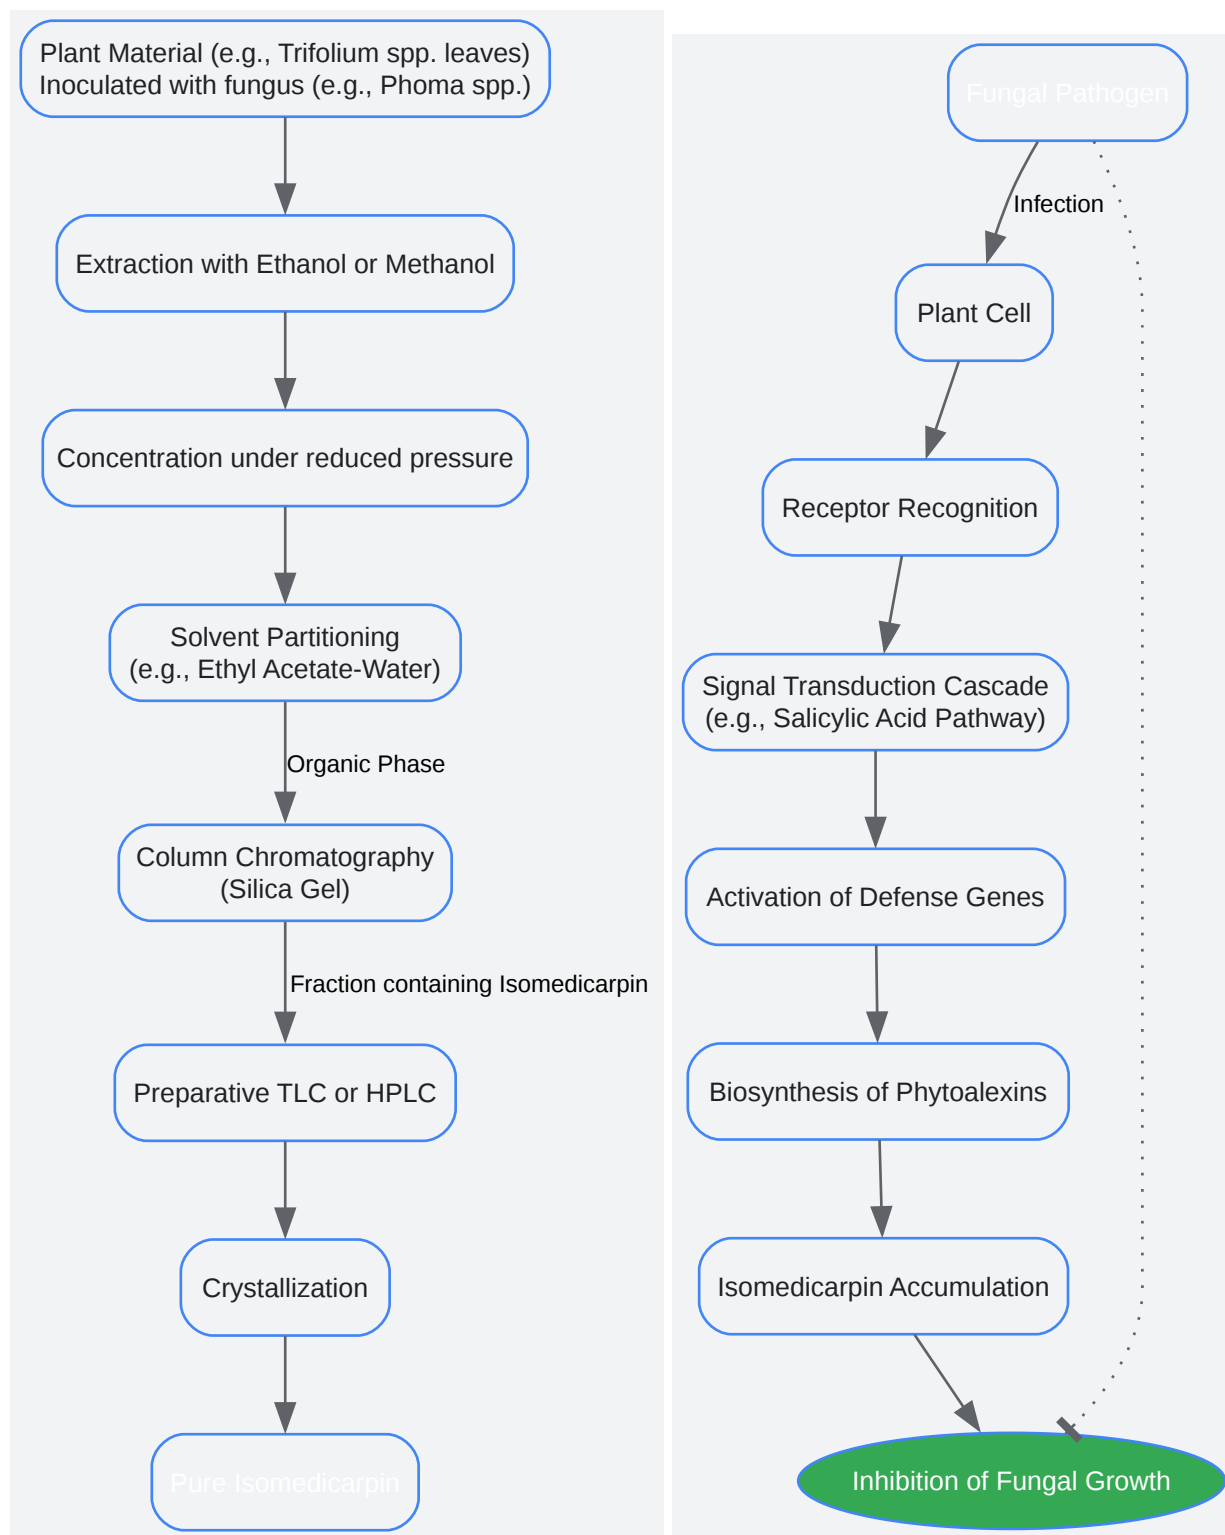 Plant Material (e.g., Trifolium spp. leaves)
Inoculated with fungus (e.g., Phoma spp.)
Extraction with Ethanol or Methanol
Concentration under reduced pressure
Solvent Partitioning
(e.g., Ethyl Acetate-Water)
Organic Phase
Column Chromatography
(Silica Gel)
Fraction containing Isomedicarpin
Preparative TLC or HPLC
Crystallization
Pure Isomedicarpin
Fungal Pathogen
Infection
Plant Cell
Receptor Recognition
Signal Transduction Cascade
(e.g., Salicylic Acid Pathway)
Activation of Defense Genes
Biosynthesis of Phytoalexins
Isomedicarpin Accumulation
Inhibition of Fungal Growth